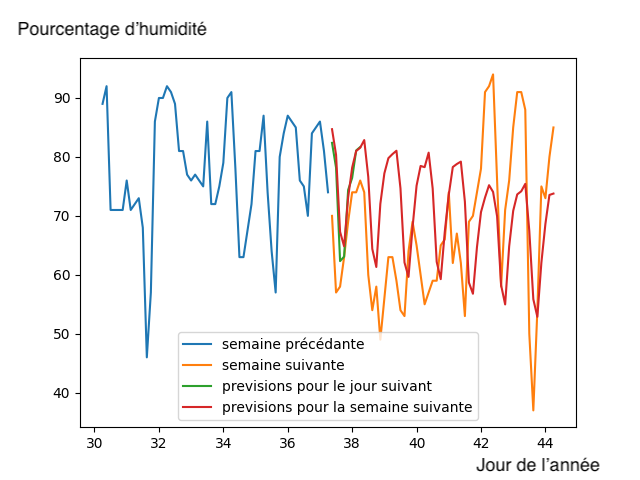 Pourcentage d’humidité
90
80
70
60
50
40
semaine précédante
semaine suivante
previsions pour le jour suivant
previsions pour la semaine suivante
30 32 34 36 38 40 42 44
Jour de l’année